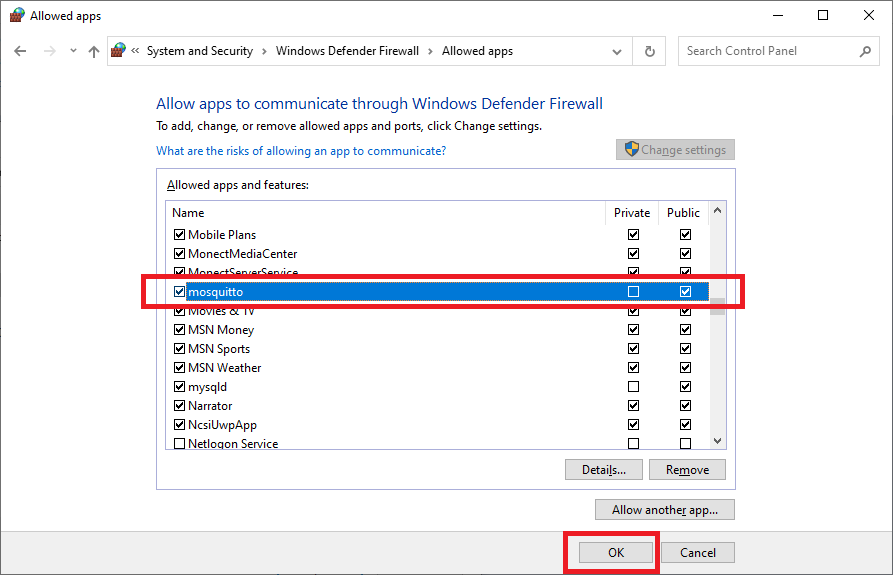 Allowed apps
« System and Security > Windows Defender Firewall > Allowed apps
Search Control Panel
Allow apps to communicate through Windows Defender Firewall
To add, change, or remove allowed apps and ports, click Change settings.
What are the risks of allowing an app to communicate?
Change settings
Allowed apps and features:
Name Private Public
Mobile Plans
MonectMediaCenter
MonectServerService
mosquitto
Movies & TV
MSN Money
MSN Sports
MSN Weather
mysqld
Narrator
NcsiUwpApp
Netlogon Service
Details... Remove
Allow another app...
OK Cancel